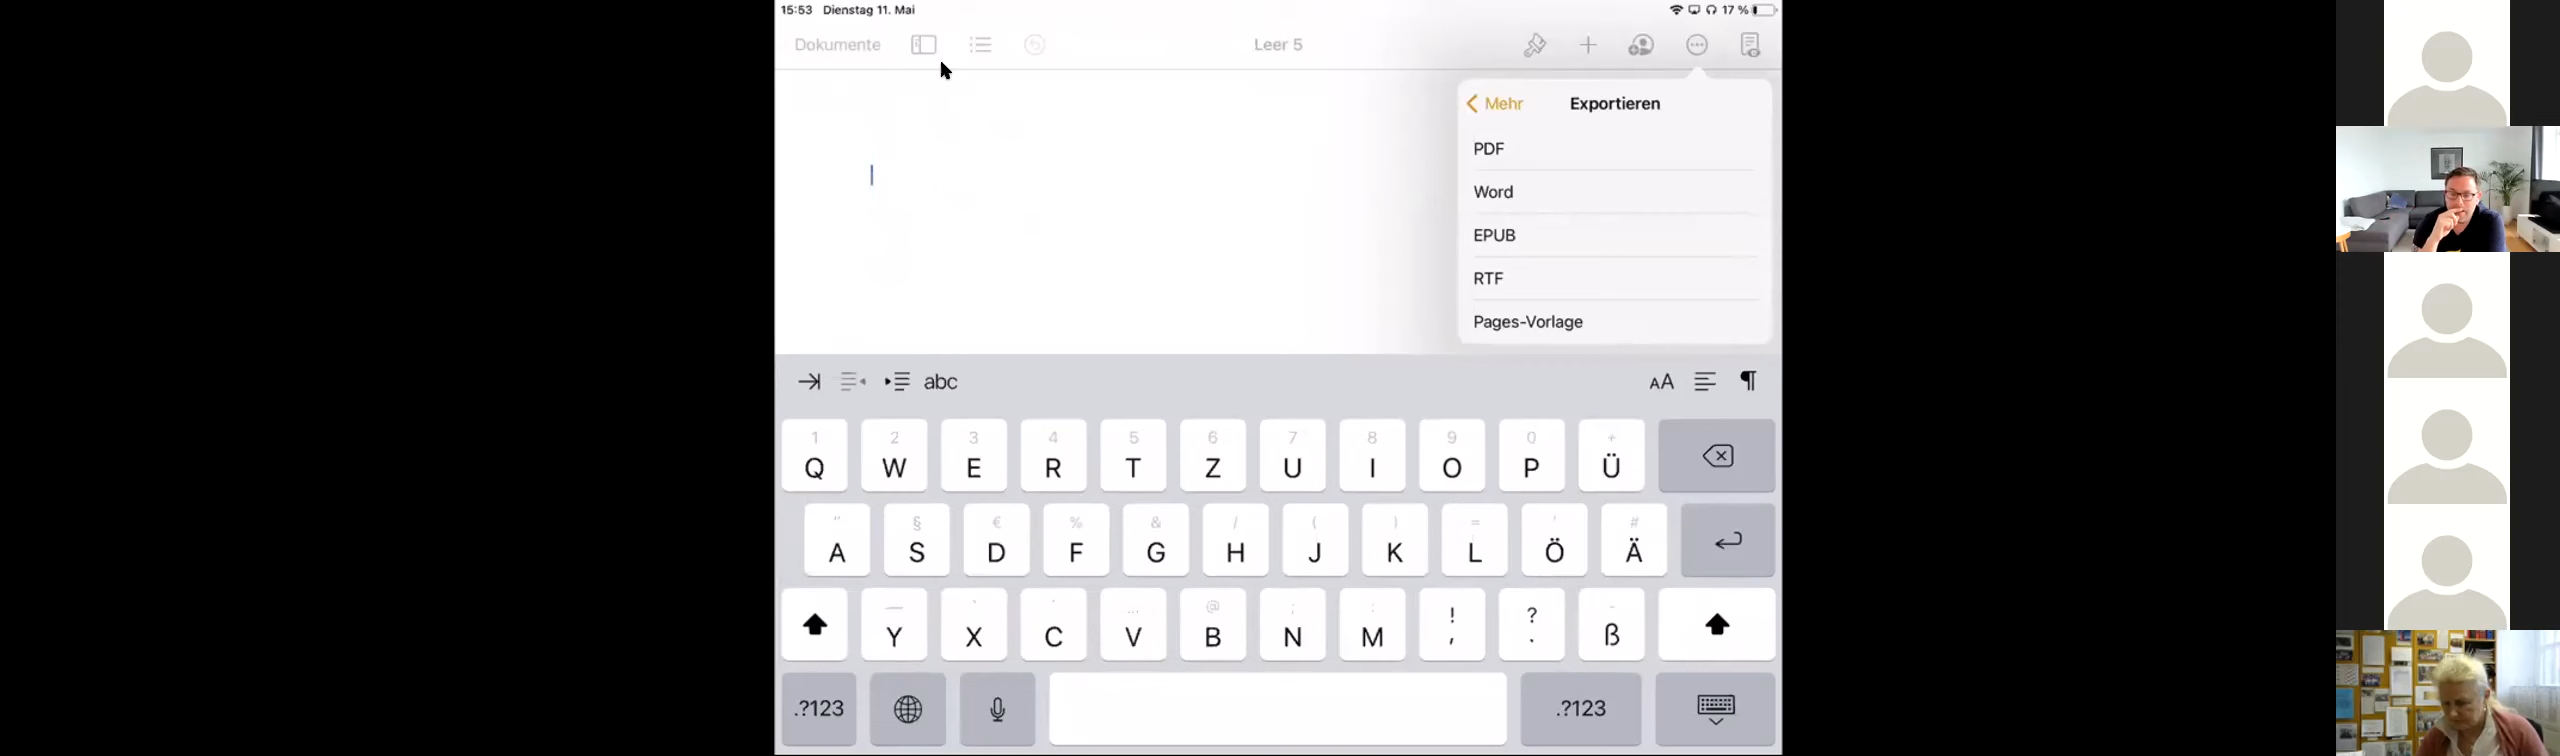 15:53 Dienstag 11. Mai
17 %
Dokumente
Leer 5
Mehr
Exportieren
PDF
Word
EPUB
RTF
Pages-Vorlage
abc
AA
1 2 3 4 5 6 7 8 9 0 +
Q W E R T Z U I O P Ü
" § € % & / ( ) = ' #
A S D F G H J K L Ö Ä
— ` ´ ... @ ; : ! ? -
Y X C V B N M , . ß
.?123
.?123